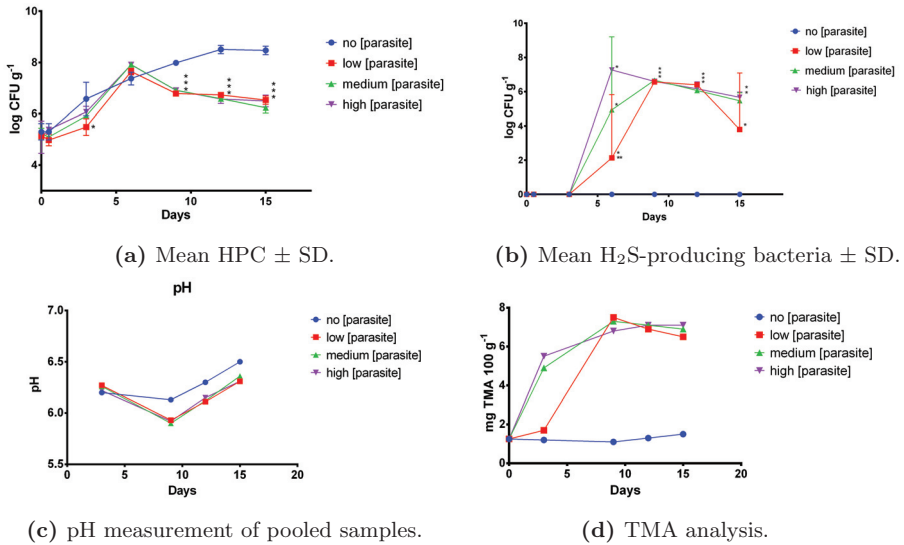 10
8
6
4
0
5
10
15
log CFU g⁻¹
Days
no [parasite]
low [parasite]
medium [parasite]
high [parasite]
*
***
***
***
(a) Mean HPC ± SD.
10
8
6
4
2
0
0
5
10
15
log CFU g⁻¹
Days
no [parasite]
low [parasite]
medium [parasite]
high [parasite]
(b) Mean H₂S-producing bacteria ± SD.
pH
7.0
6.5
6.0
5.5
0
5
10
15
20
pH
Days
no [parasite]
low [parasite]
medium [parasite]
high [parasite]
(c) pH measurement of pooled samples.
8
6
4
2
0
0
5
10
15
20
mg TMA 100 g⁻¹
Days
no [parasite]
low [parasite]
medium [parasite]
high [parasite]
(d) TMA analysis.